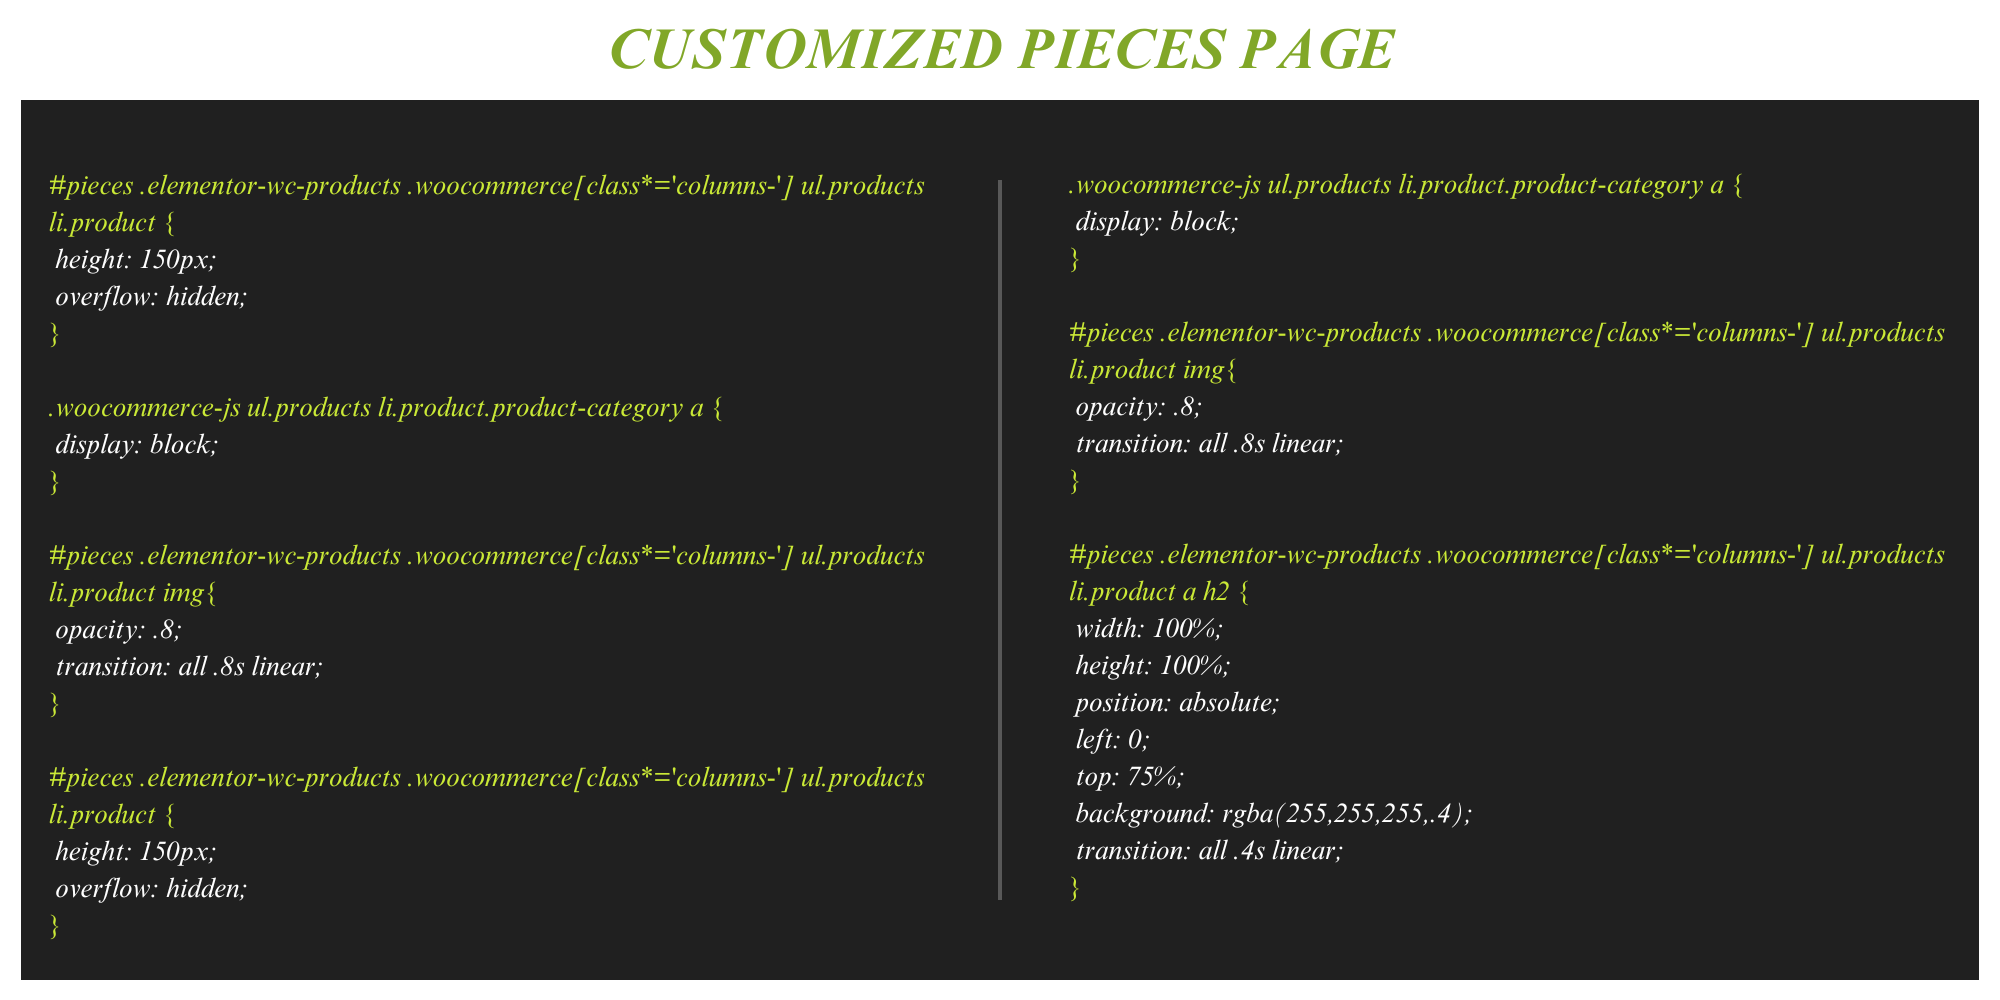 CUSTOMIZED PIECES PAGE
#pieces .elementor-wc-products .woocommerce[class*='columns-'] ul.products
li.product {
height: 150px;
overflow: hidden;
}
.woocommerce-js ul.products li.product.product-category a {
display: block;
}
#pieces .elementor-wc-products .woocommerce[class*='columns-'] ul.products
li.product img{
opacity: .8;
transition: all .8s linear;
}
#pieces .elementor-wc-products .woocommerce[class*='columns-'] ul.products
li.product {
height: 150px;
overflow: hidden;
}
.woocommerce-js ul.products li.product.product-category a {
display: block;
}
#pieces .elementor-wc-products .woocommerce[class*='columns-'] ul.products
li.product img{
opacity: .8;
transition: all .8s linear;
}
#pieces .elementor-wc-products .woocommerce[class*='columns-'] ul.products
li.product a h2 {
width: 100%;
height: 100%;
position: absolute;
left: 0;
top: 75%;
background: rgba(255,255,255,.4);
transition: all .4s linear;
}